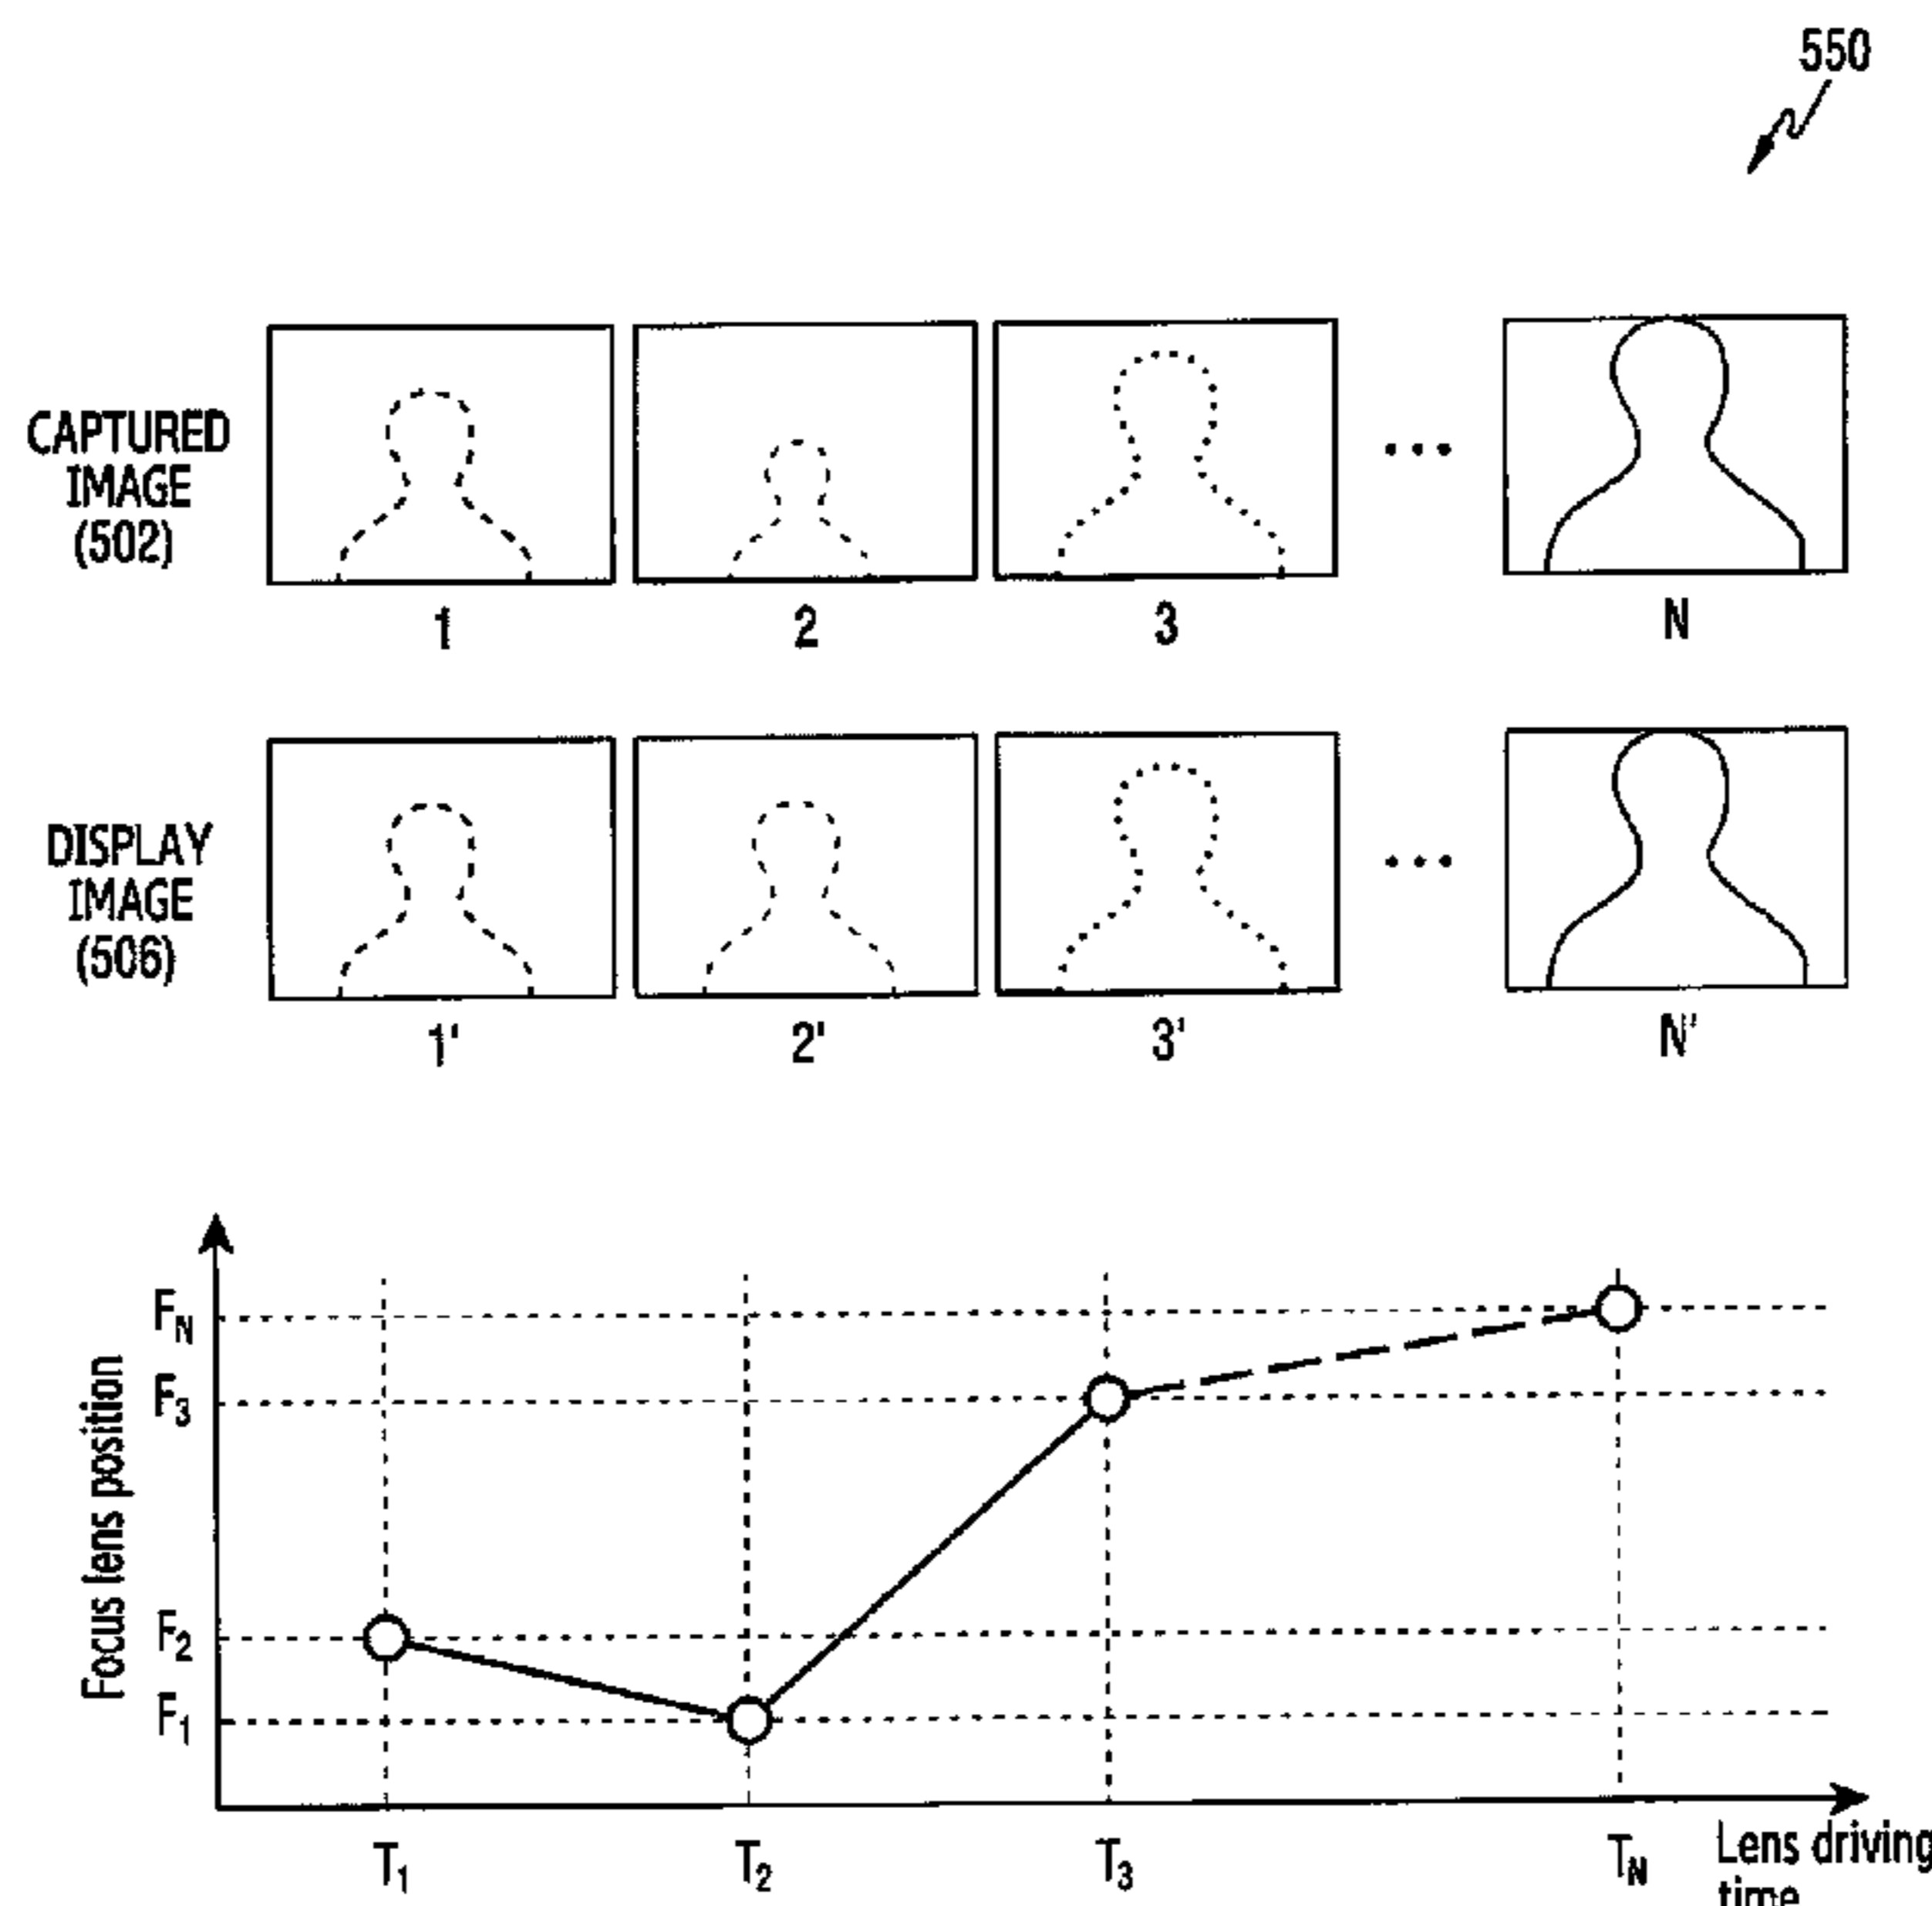 550
CAPTURED
IMAGE
(502)
1
2
3
N
DISPLAY
IMAGE
(506)
1'
2'
3'
N'
Focus lens position
F_N
F_3
F_2
F_1
T_1
T_2
T_3
T_N
Lens driving
time